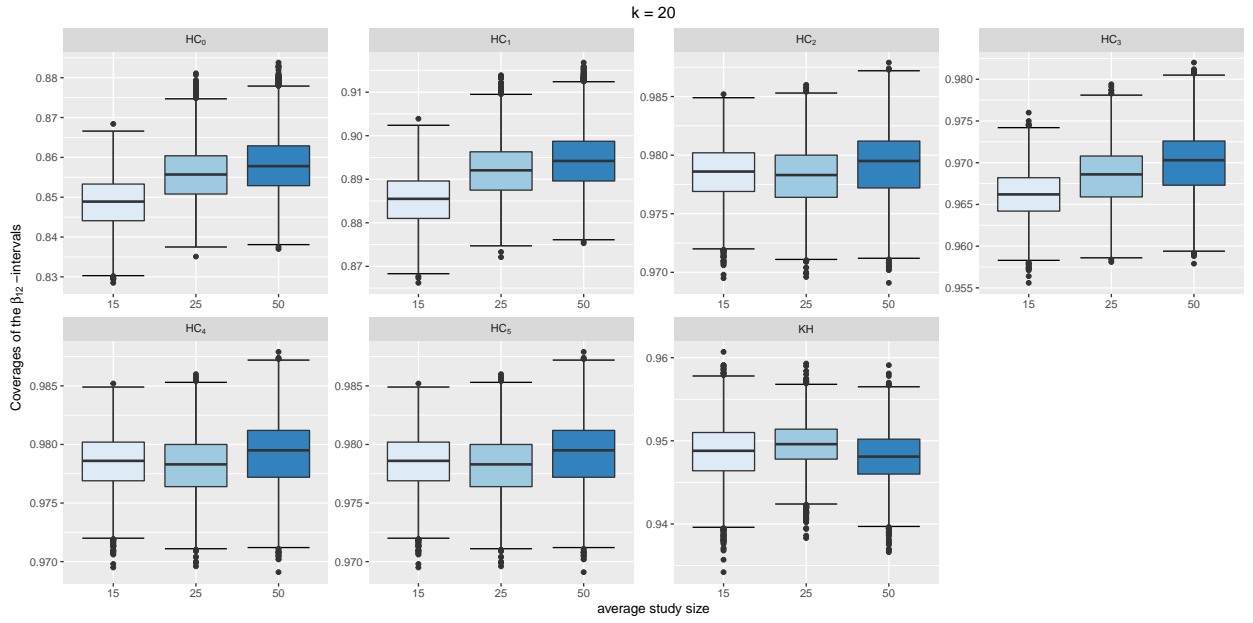 k = 20
Coverages of the β₁₂ −intervals
HC₀
0.88
0.87
0.86
0.85
0.84
0.83
15 25 50
HC₁
0.91
0.90
0.89
0.88
0.87
15 25 50
HC₂
0.985
0.980
0.975
0.970
15 25 50
HC₃
0.980
0.975
0.970
0.965
0.960
0.955
15 25 50
HC₄
0.985
0.980
0.975
0.970
15 25 50
HC₅
0.985
0.980
0.975
0.970
15 25 50
KH
0.96
0.95
0.94
15 25 50
average study size